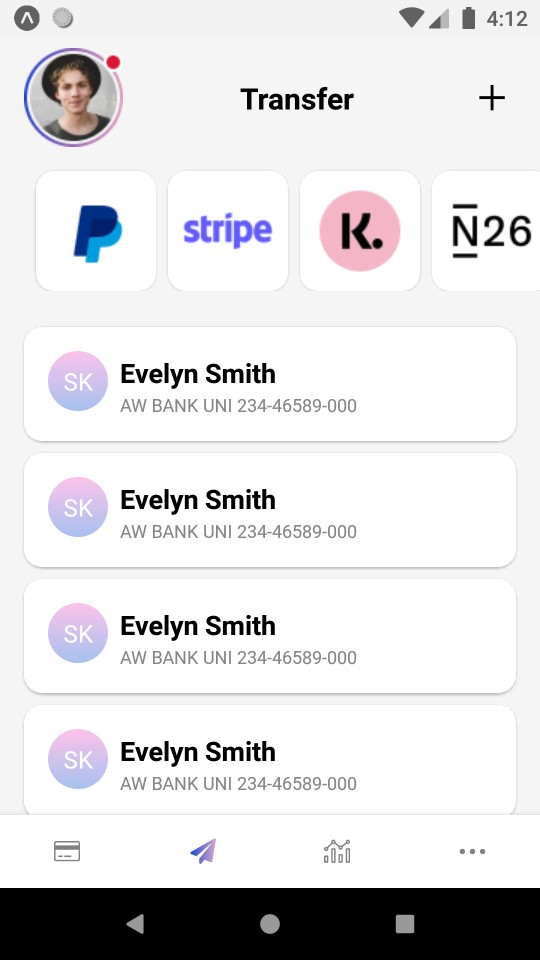 4:12
Transfer
stripe
K.
N26
SK
Evelyn Smith
AW BANK UNI 234-46589-000
SK
Evelyn Smith
AW BANK UNI 234-46589-000
SK
Evelyn Smith
AW BANK UNI 234-46589-000
SK
Evelyn Smith
AW BANK UNI 234-46589-000